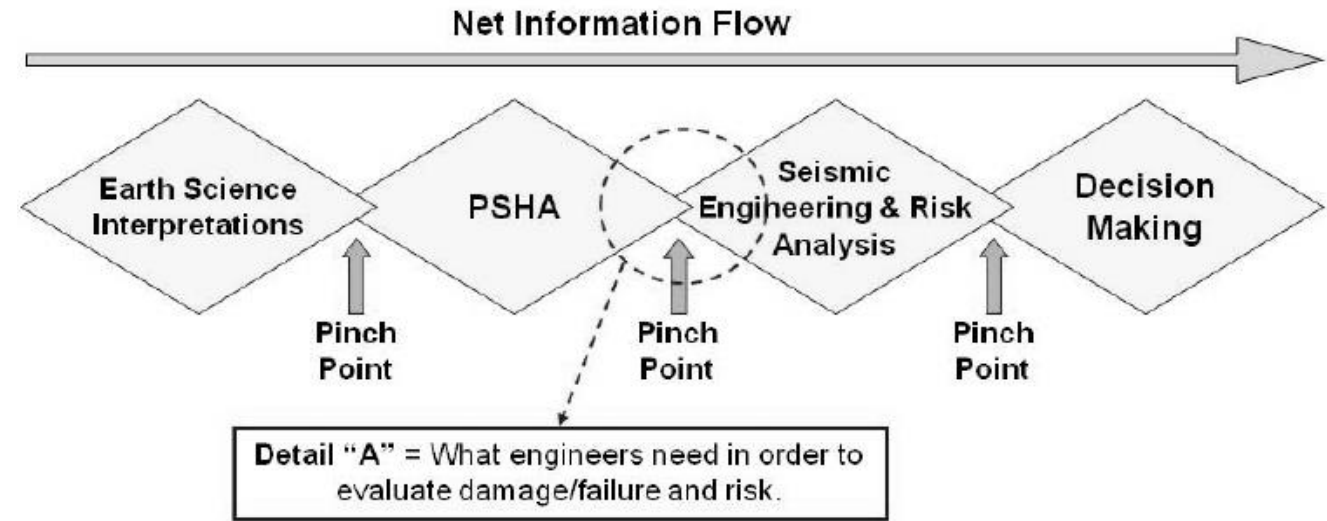 Net Information Flow
Earth Science
Interpretations
PSHA
Seismic
Engineering & Risk
Analysis
Decision
Making
Pinch
Point
Pinch
Point
Pinch
Point
Detail “A” = What engineers need in order to
evaluate damage/failure and risk.